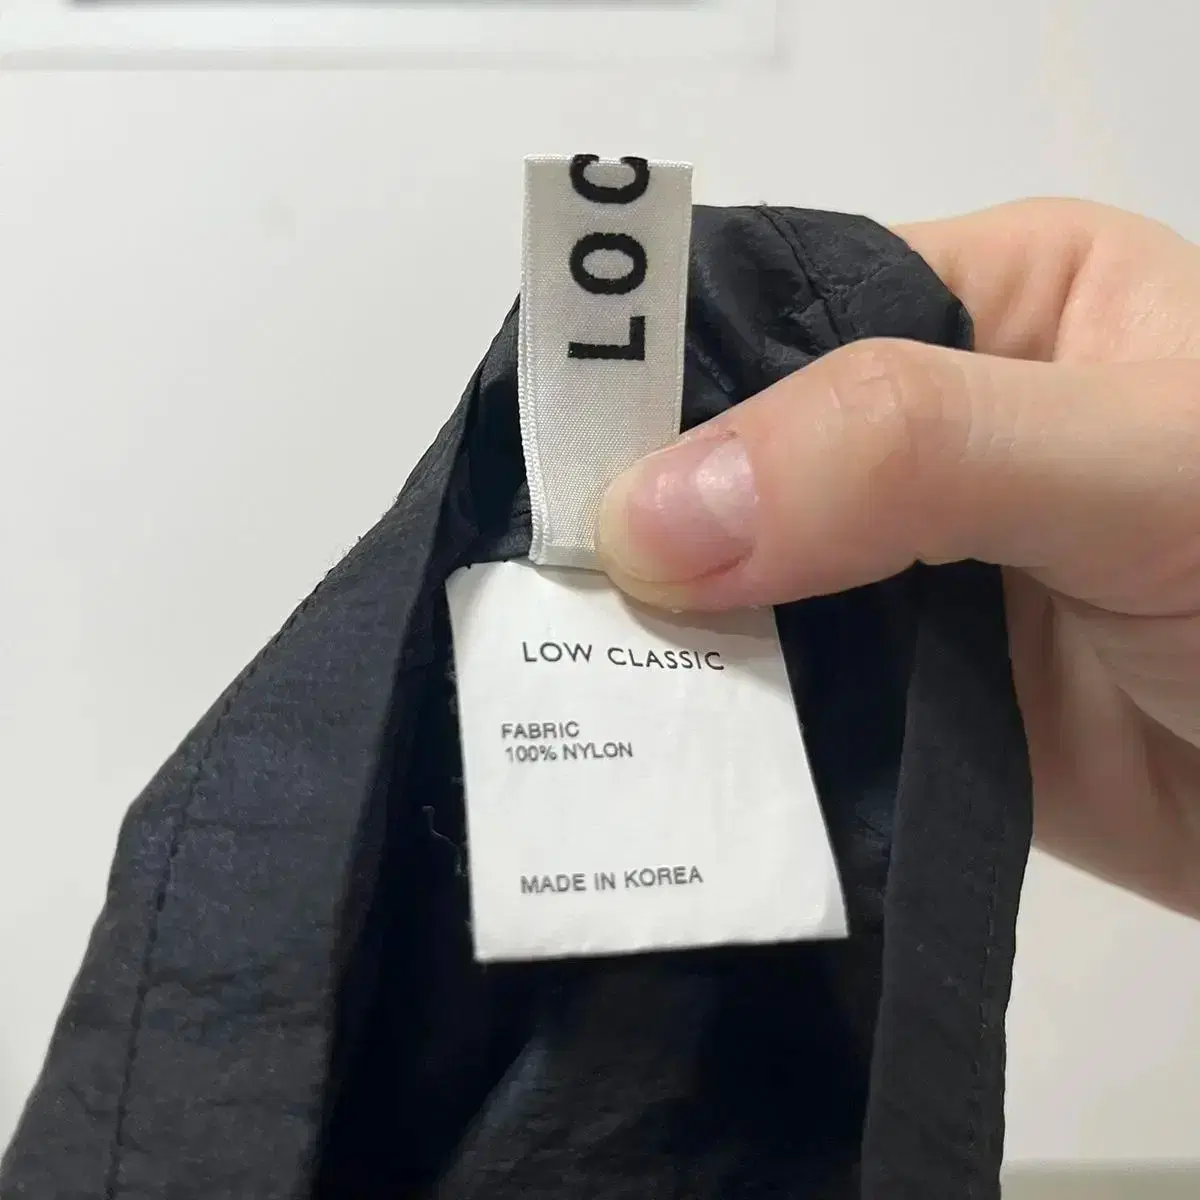 LOC
LOW CLASSIC
FABRIC
100% NYLON
MADE IN KOREA